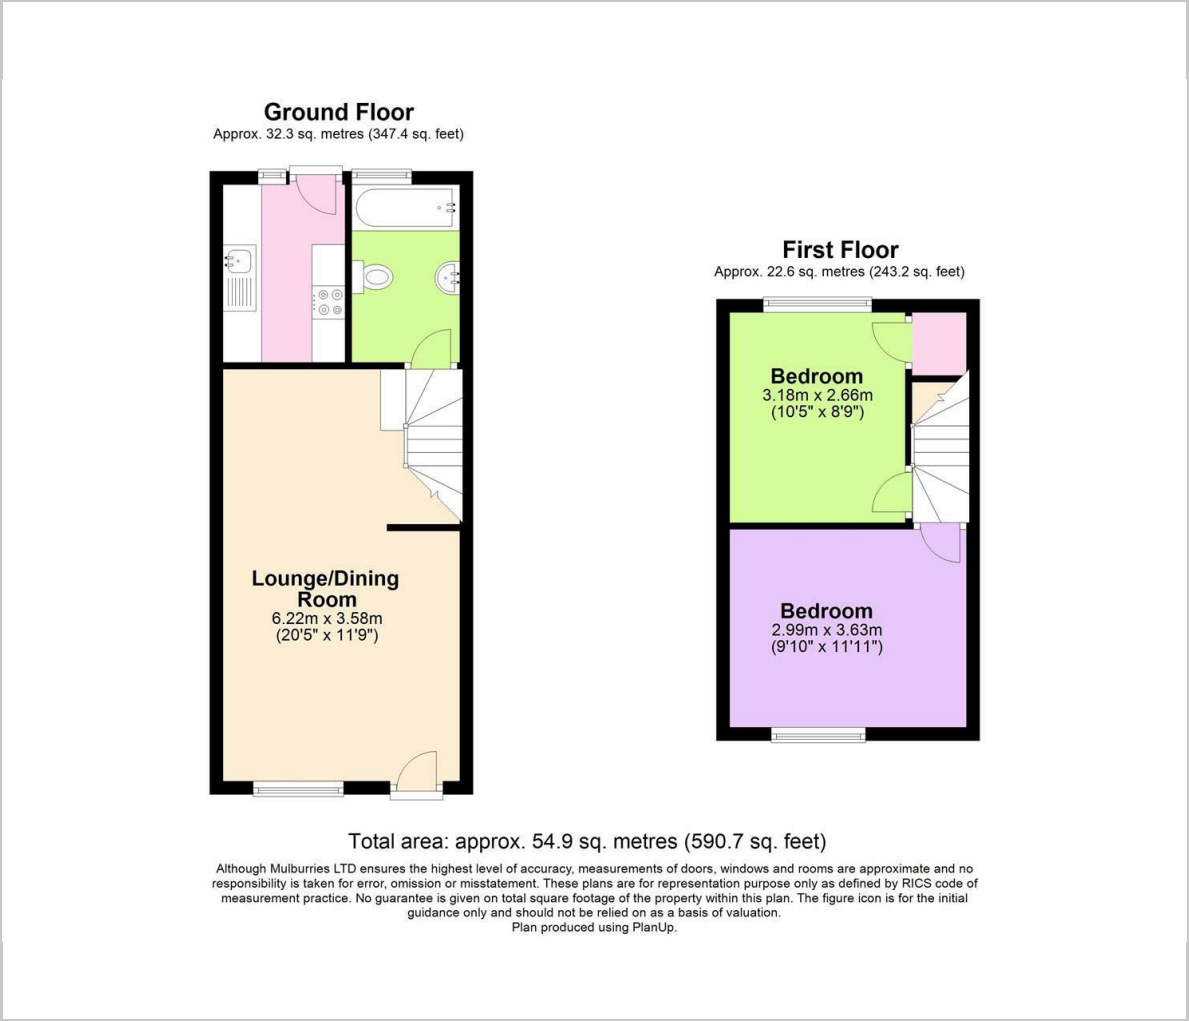 Ground Floor
Approx. 32.3 sq. metres (347.4 sq. feet)
Lounge/Dining
Room
6.22m x 3.58m
(20'5" x 11'9")
First Floor
Approx. 22.6 sq. metres (243.2 sq. feet)
Bedroom
3.18m x 2.66m
(10'5" x 8'9")
Bedroom
2.99m x 3.63m
(9'10" x 11'11")
Total area: approx. 54.9 sq. metres (590.7 sq. feet)
Although Mulburries LTD ensures the highest level of accuracy, measurements of doors, windows and rooms are approximate and no
responsibility is taken for error, omission or misstatement. These plans are for representation purpose only as defined by RICS code of
measurement practice. No guarantee is given on total square footage of the property within this plan. The figure icon is for the initial
guidance only and should not be relied on as a basis of valuation.
Plan produced using PlanUp.